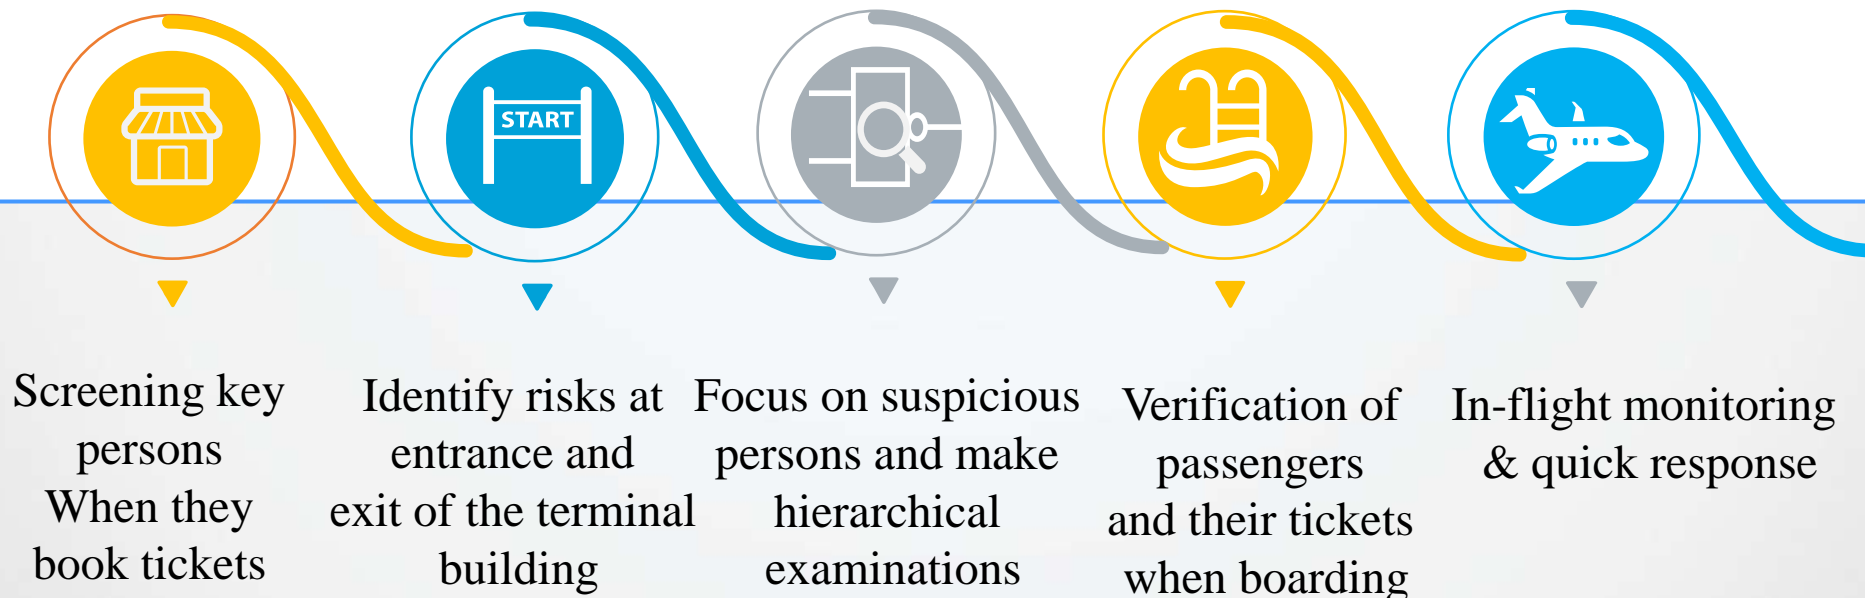 START
Screening key
persons
When they
book tickets
Identify risks at
entrance and
exit of the terminal
building
Focus on suspicious
persons and make
hierarchical
examinations
Verification of
passengers
and their tickets
when boarding
In-flight monitoring
& quick response